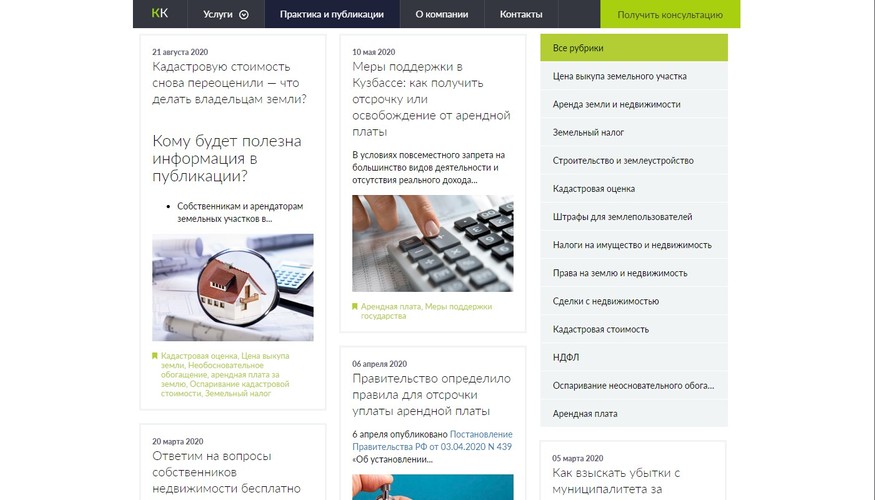 КК
Услуги
Практика и публикации
О компании
Контакты
Получить консультацию
21 августа 2020
Кадастровую стоимость
снова переоценили — что
делать владельцам земли?
Кому будет полезна
информация в
публикации?
Собственникам и арендаторам
земельных участков в...
Кадастровая оценка, Цена выкупа
земли, Необосновательное
обогащение, арендная плата за
землю, Оспаривание кадастровой
стоимости, Земельный налог
20 марта 2020
Ответим на вопросы
собственников
недвижимости бесплатно
10 мая 2020
Меры поддержки в
Кузбассе: как получить
отсрочку или
освобождение от арендной
платы
В условиях повсеместного запрета на
большинство видов деятельности и
отсутствия реального дохода...
Арендная плата, Меры поддержки
государства
06 апреля 2020
Правительство определило
правила для отсрочки
уплаты арендной платы
6 апреля опубликовано Постановление
Правительства РФ от 03.04.2020 N 439
«Об установлении...
Все рубрики
Цена выкупа земельного участка
Аренда земли и недвижимости
Земельный налог
Строительство и землеустройство
Кадастровая оценка
Штрафы для землепользователей
Налоги на имущество и недвижимость
Права на землю и недвижимость
Сделки с недвижимостью
Кадастровая стоимость
НДФЛ
Оспаривание неосновательного обога...
Арендная плата
05 марта 2020
Как взыскать убытки с
муниципалитета за